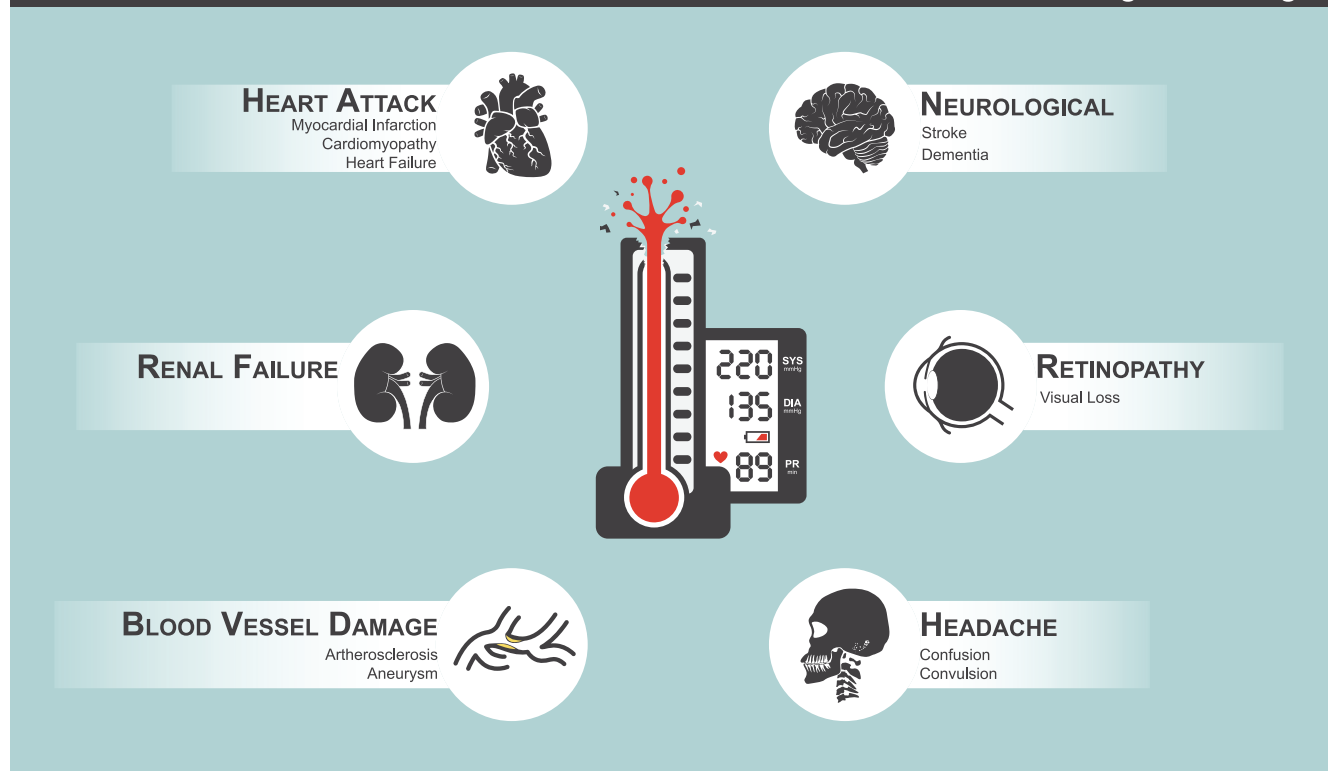 HEART ATTACK
Myocardial Infarction
Cardiomyopathy
Heart Failure
NEUROLOGICAL
Stroke
Dementia
RENAL FAILURE
220 SYS
mmHg
135 DIA
mmHg
89 PR
min
RETINOPATHY
Visual Loss
BLOOD VESSEL DAMAGE
Artherosclerosis
Aneurysm
HEADACHE
Confusion
Convulsion